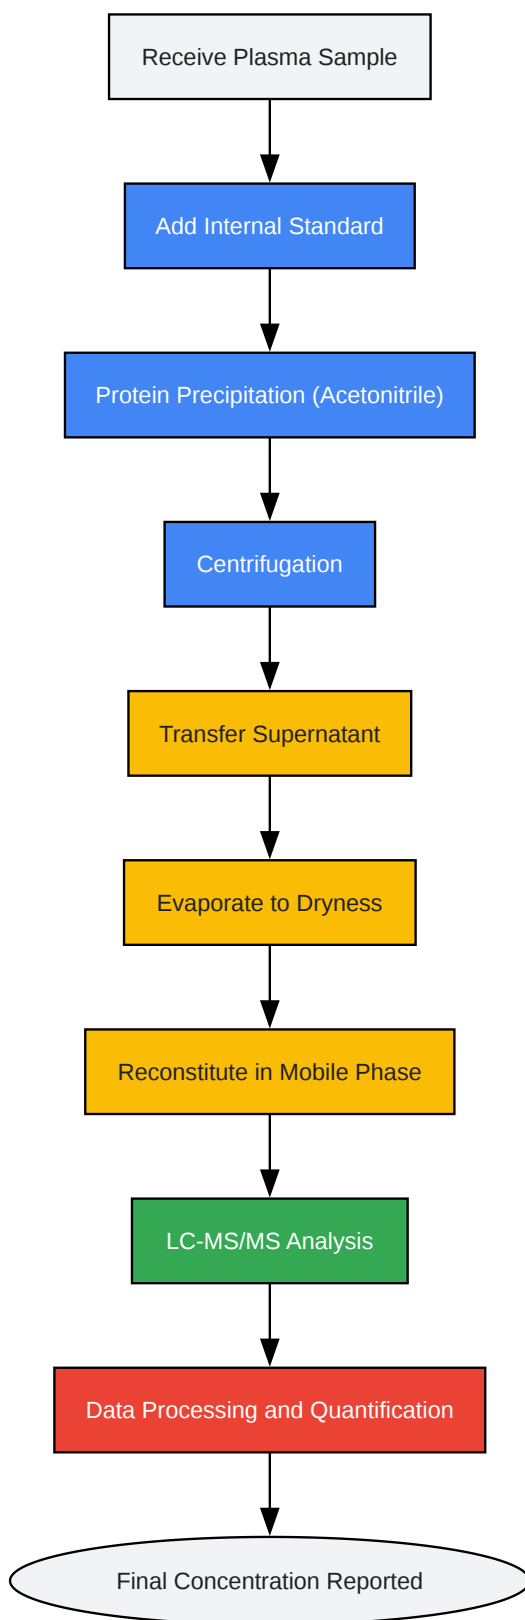 Receive Plasma Sample
Add Internal Standard
Protein Precipitation (Acetonitrile)
Centrifugation
Transfer Supernatant
Evaporate to Dryness
Reconstitute in Mobile Phase
LC-MS/MS Analysis
Data Processing and Quantification
Final Concentration Reported